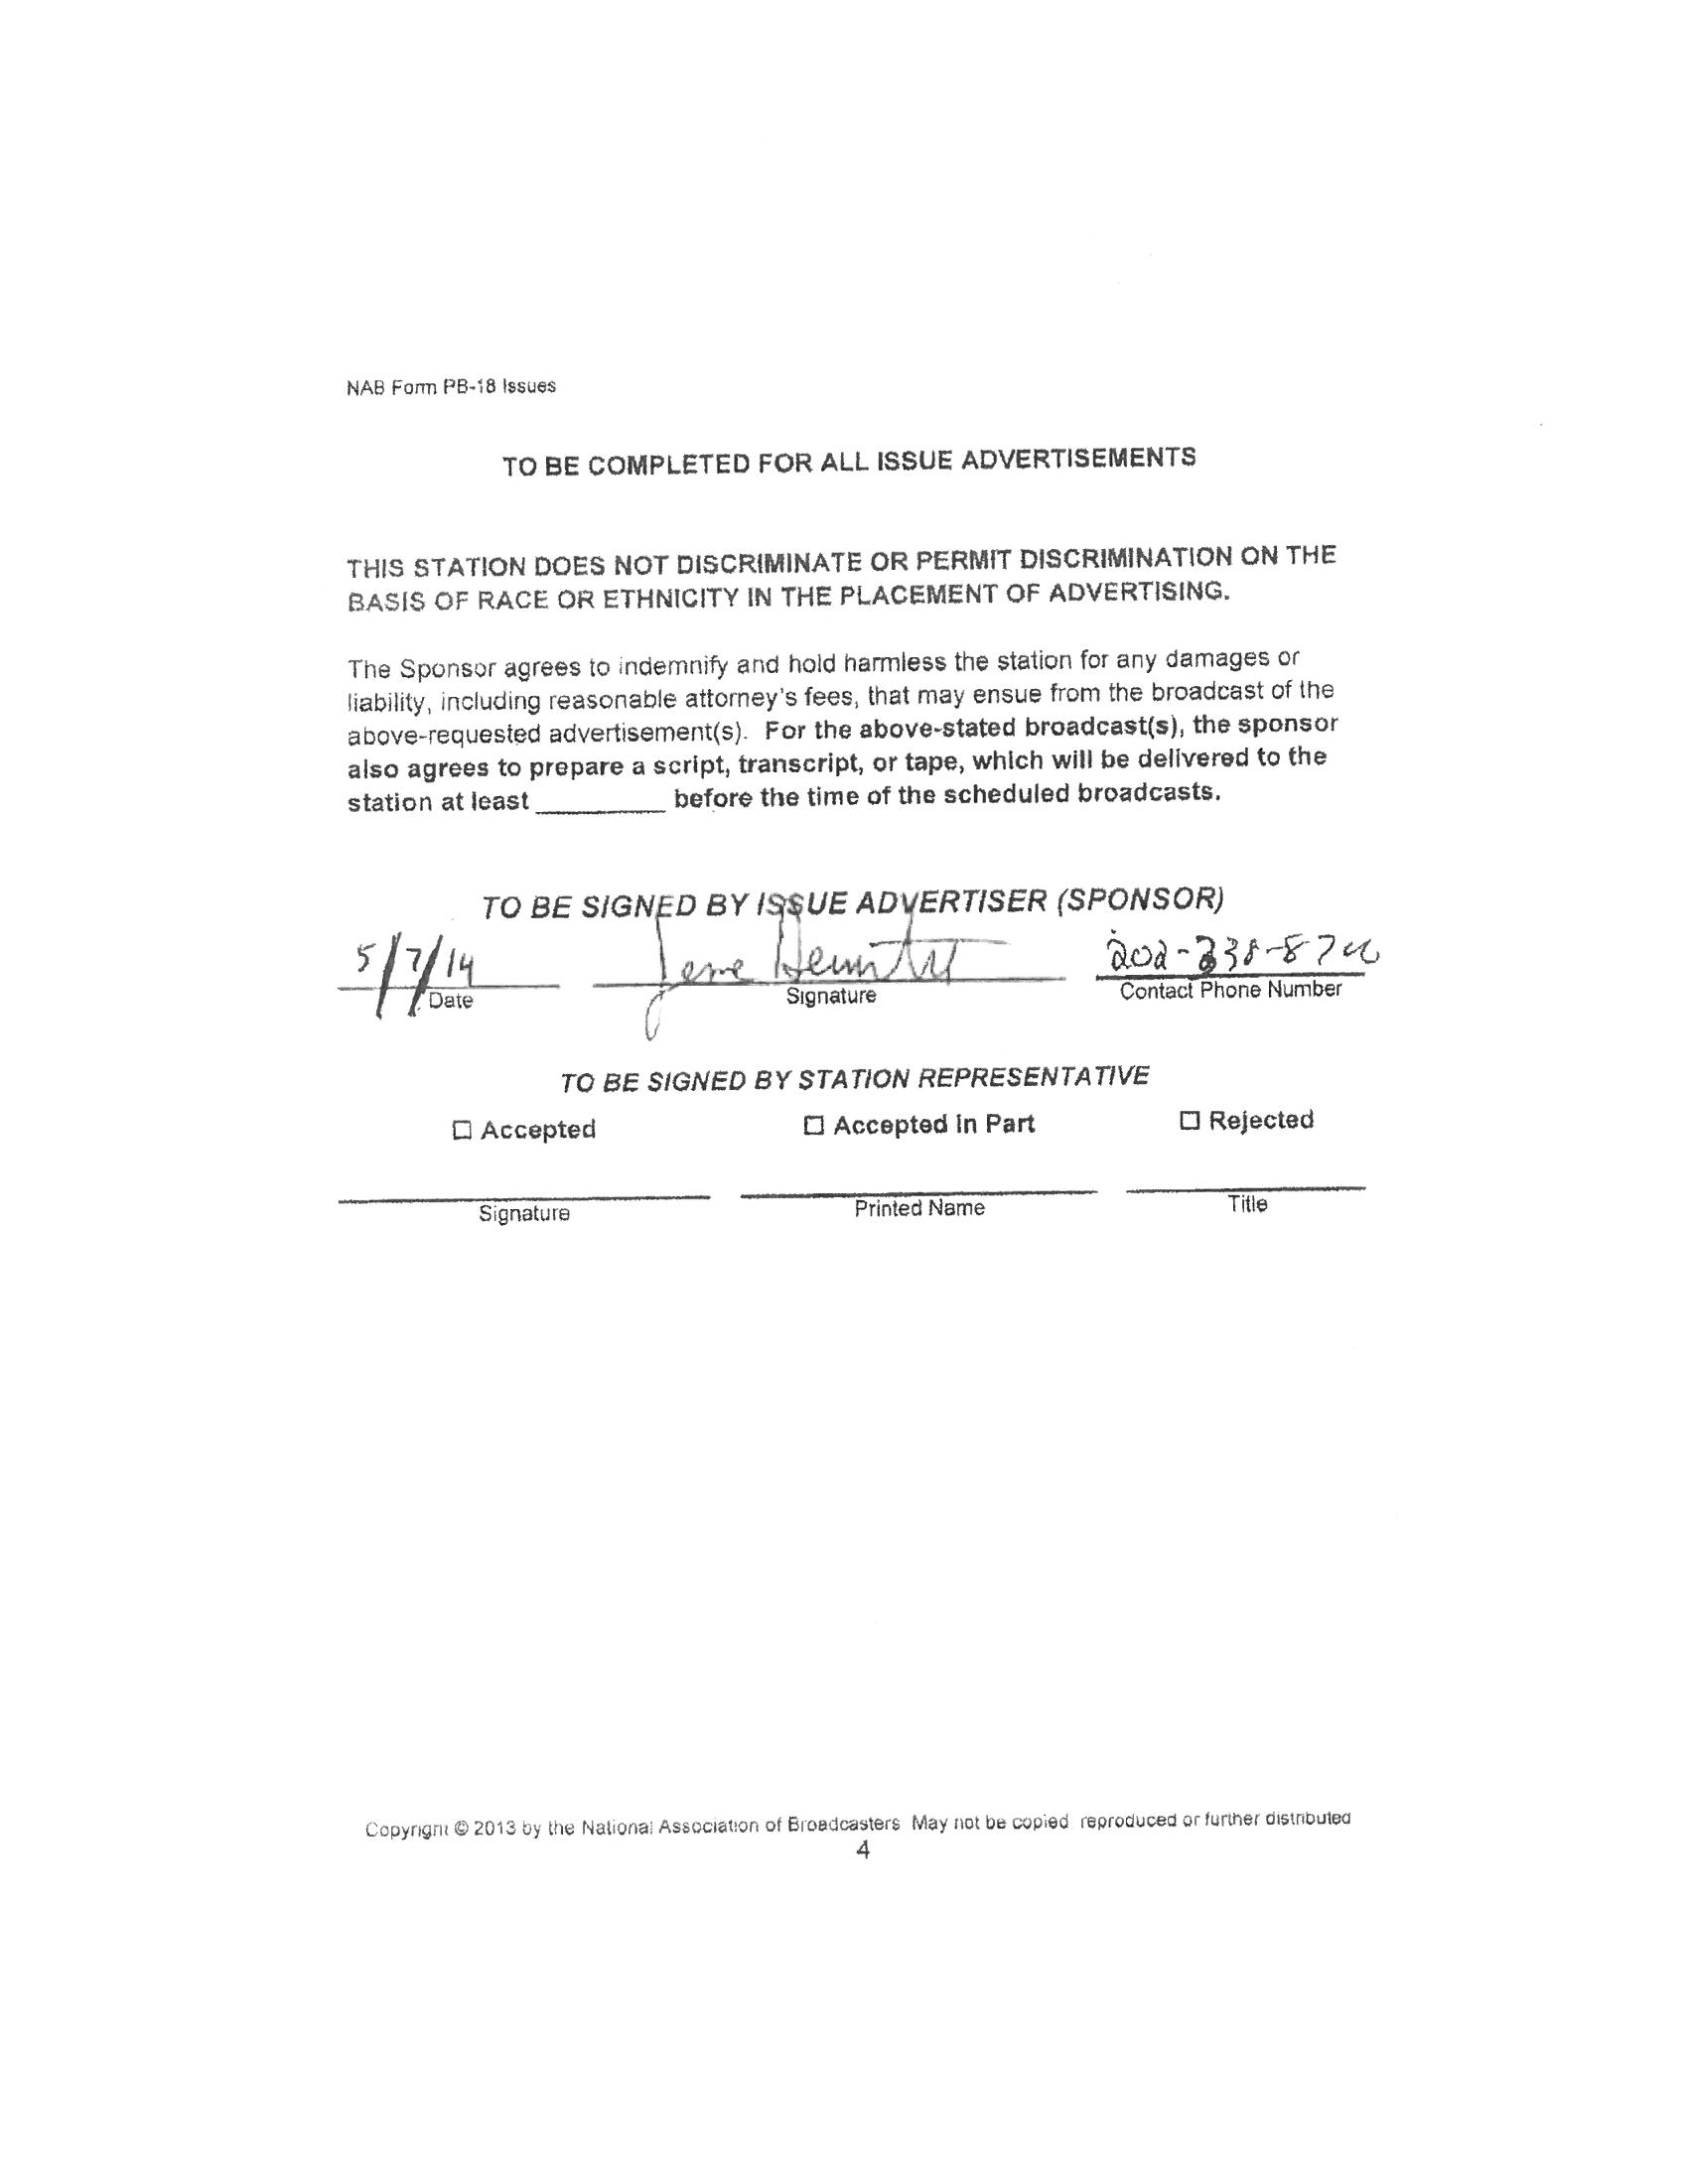 NAB Form PB-18 Issues
TO BE COMPLETED FOR ALL ISSUE ADVERTISEMENTS
THIS STATION DOES NOT DISCRIMINATE OR PERMIT DISCRIMINATION ON THE
BASIS OF RACE OR ETHNICITY IN THE PLACEMENT OF ADVERTISING.
The Sponsor agrees to indemnify and hold harmless the station for any damages or
liability, including reasonable attorney's fees, that may ensue from the broadcast of the
above-requested advertisement(s). For the above-stated broadcast(s), the sponsor
also agrees to prepare a script, transcript, or tape, which will be delivered to the
station at least _________ before the time of the scheduled broadcasts.
TO BE SIGNED BY ISSUE ADVERTISER (SPONSOR)
5/7/14
Date Signature Contact Phone Number
TO BE SIGNED BY STATION REPRESENTATIVE
☐ Accepted ☐ Accepted in Part ☐ Rejected
Signature Printed Name Title
Copyright © 2013 by the National Association of Broadcasters May not be copied reproduced or further distributed
4